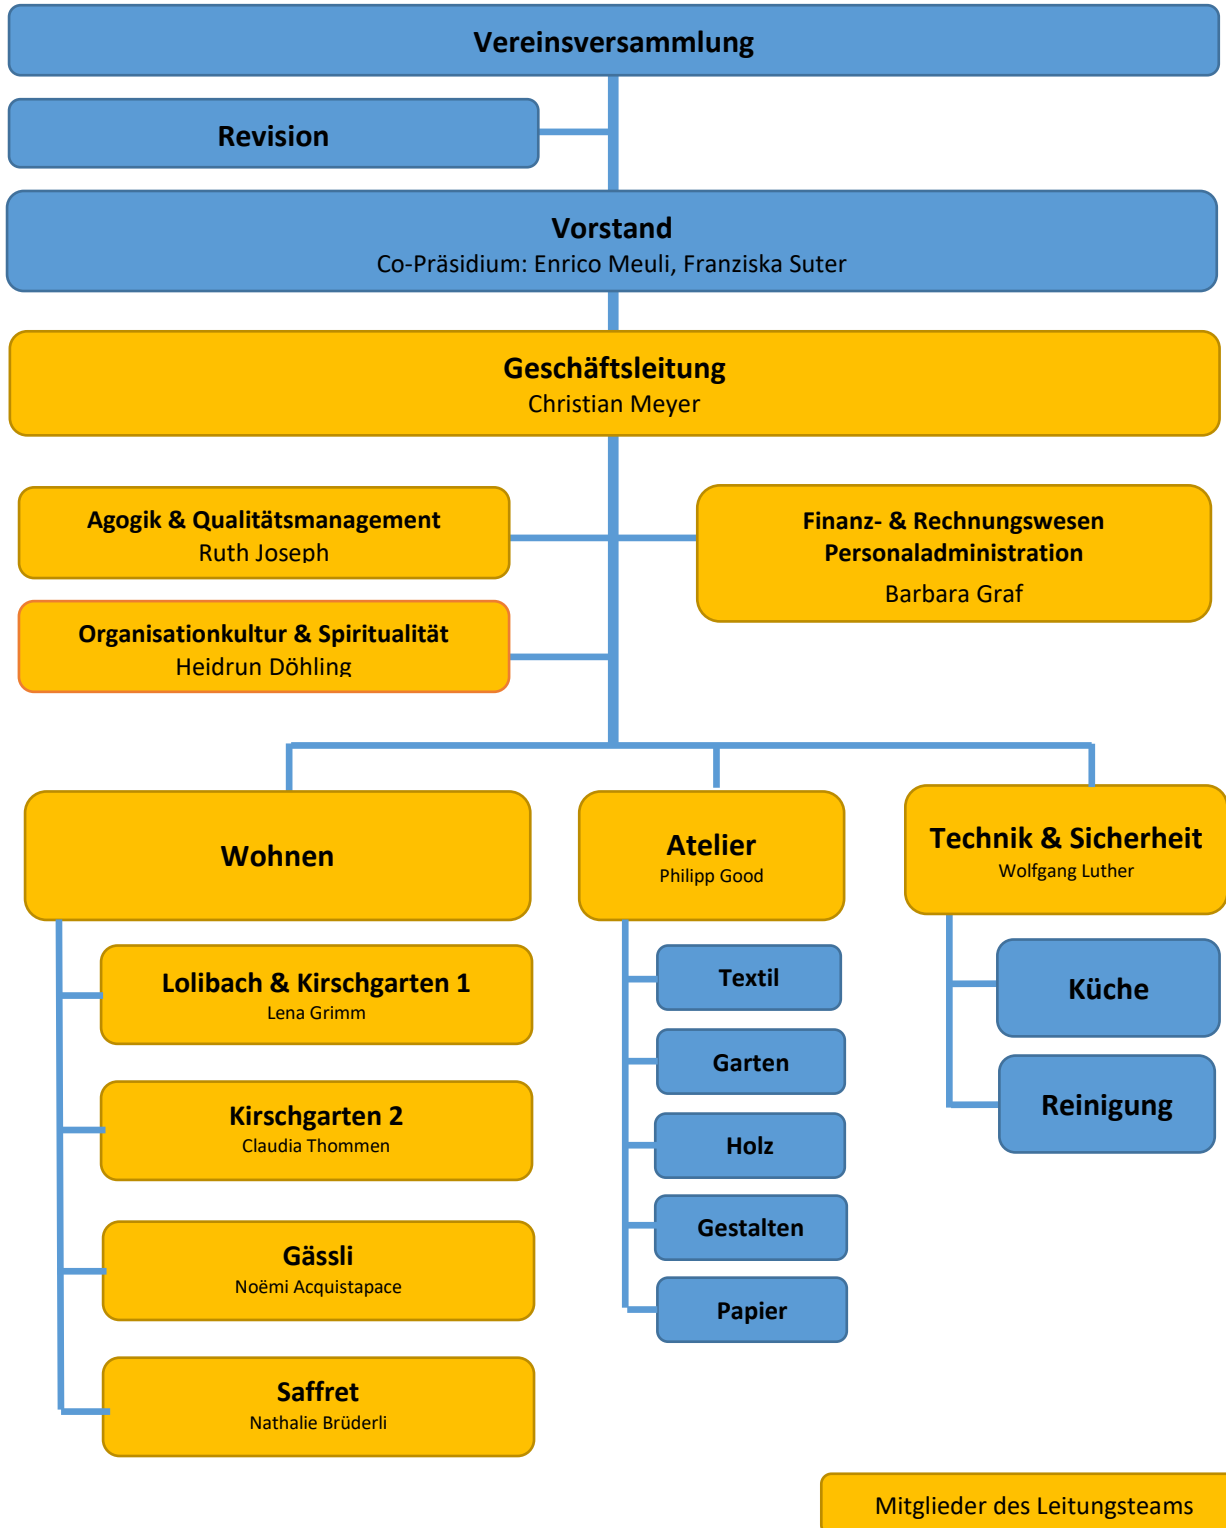 Vereinsversammlung
Revision
Vorstand
Co-Präsidium: Enrico Meuli, Franziska Suter
Geschäftsleitung
Christian Meyer
Agogik & Qualitätsmanagement
Ruth Joseph
Finanz- & Rechnungswesen
Personaladministration
Barbara Graf
Organisationkultur & Spiritualität
Heidrun Döhling
Wohnen
Lolibach & Kirschgarten 1
Lena Grimm
Kirschgarten 2
Claudia Thommen
Gässli
Noëmi Acquistapace
Saffret
Nathalie Brüderli
Atelier
Philipp Good
Textil
Garten
Holz
Gestalten
Papier
Technik & Sicherheit
Wolfgang Luther
Küche
Reinigung
Mitglieder des Leitungsteams